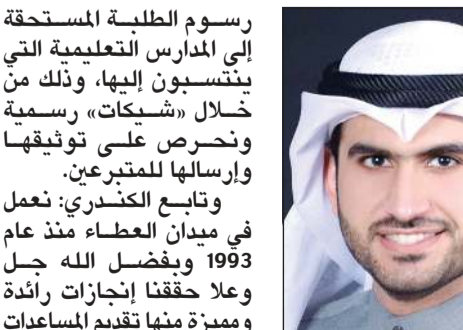 رسوم الطلبة المستحقة
إلى المدارس التعليمية التي
ينتسبون إليها، وذلك من
خلال «شيكات» رسمية
ونحرص على توثيقها
وإرسالها للمتبرعين.
وتابع الكندري: نعمل
في ميدان العطاء منذ عام
1993 وبفضل الله جل
وعلا حققنا إنجازات رائدة
ومميزة منها تقديم المساعدات